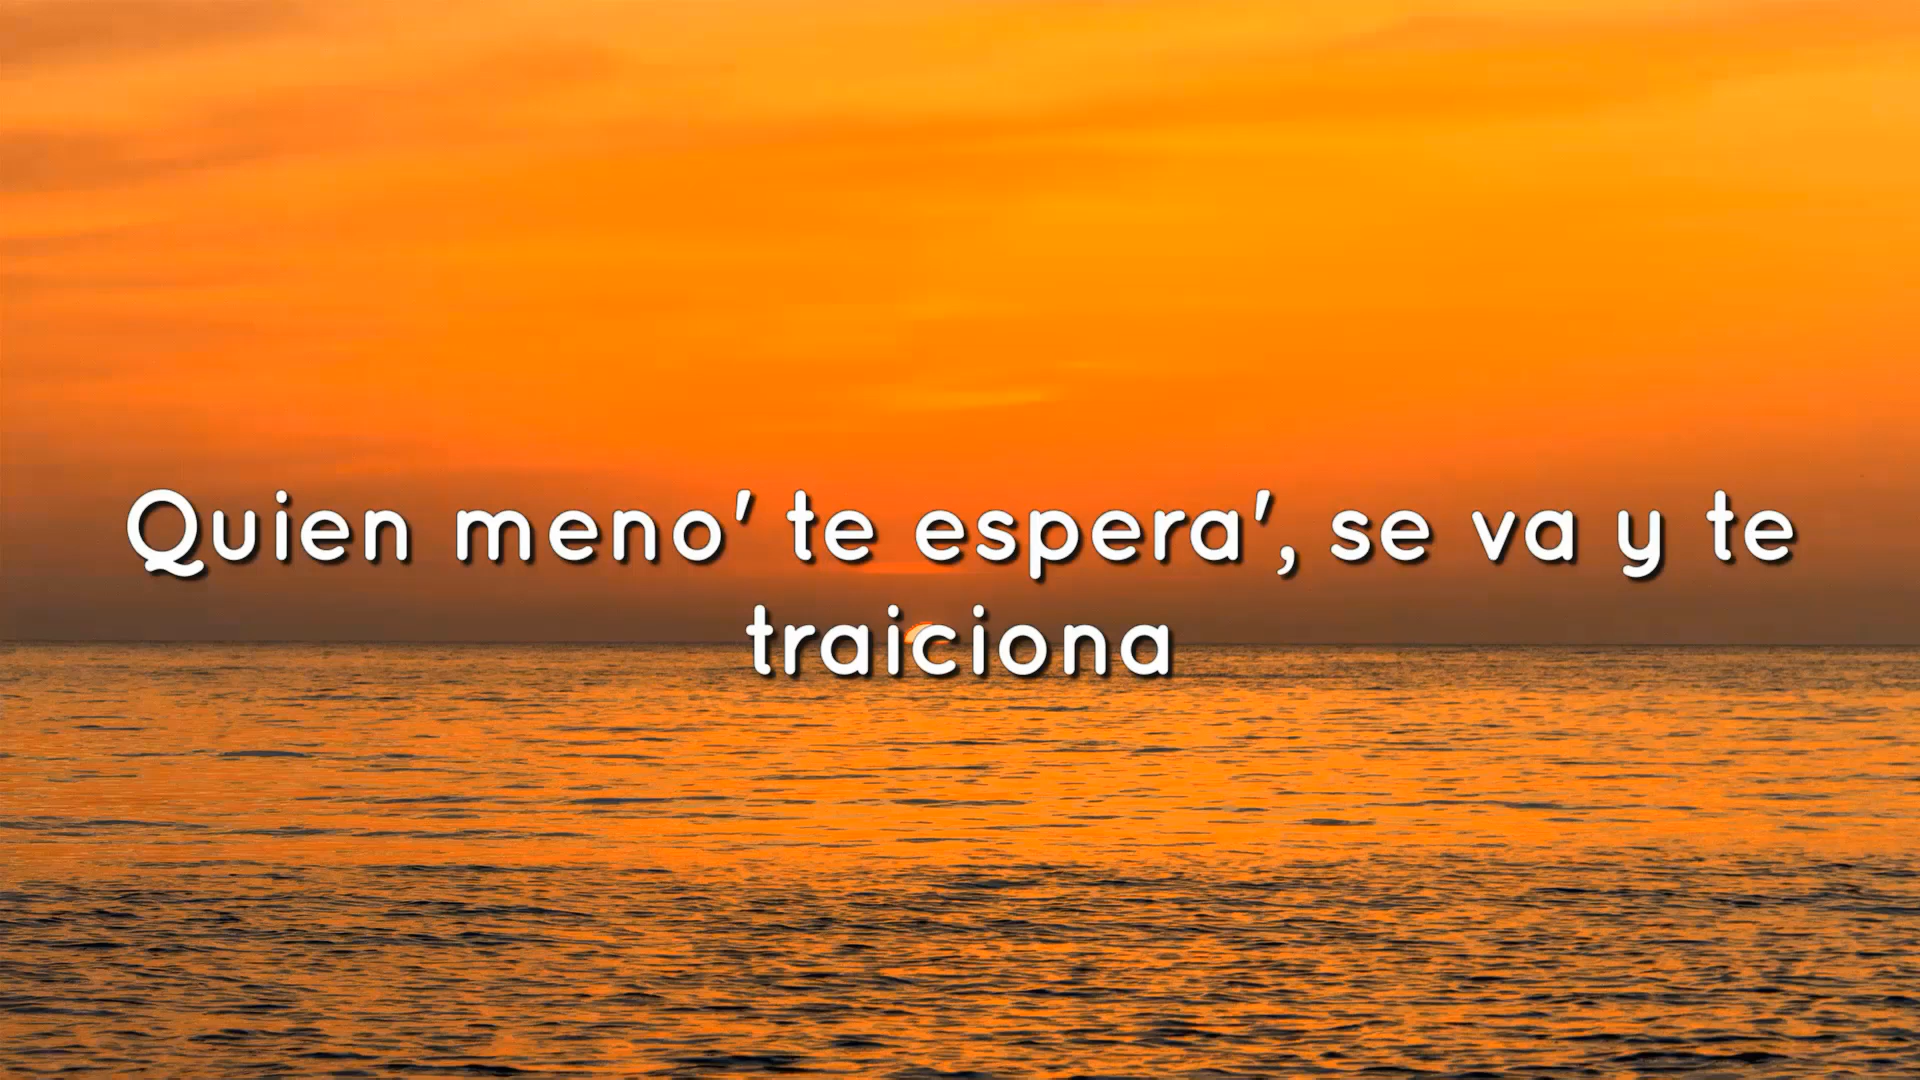 Quien meno' te espera', se va y te
traiciona